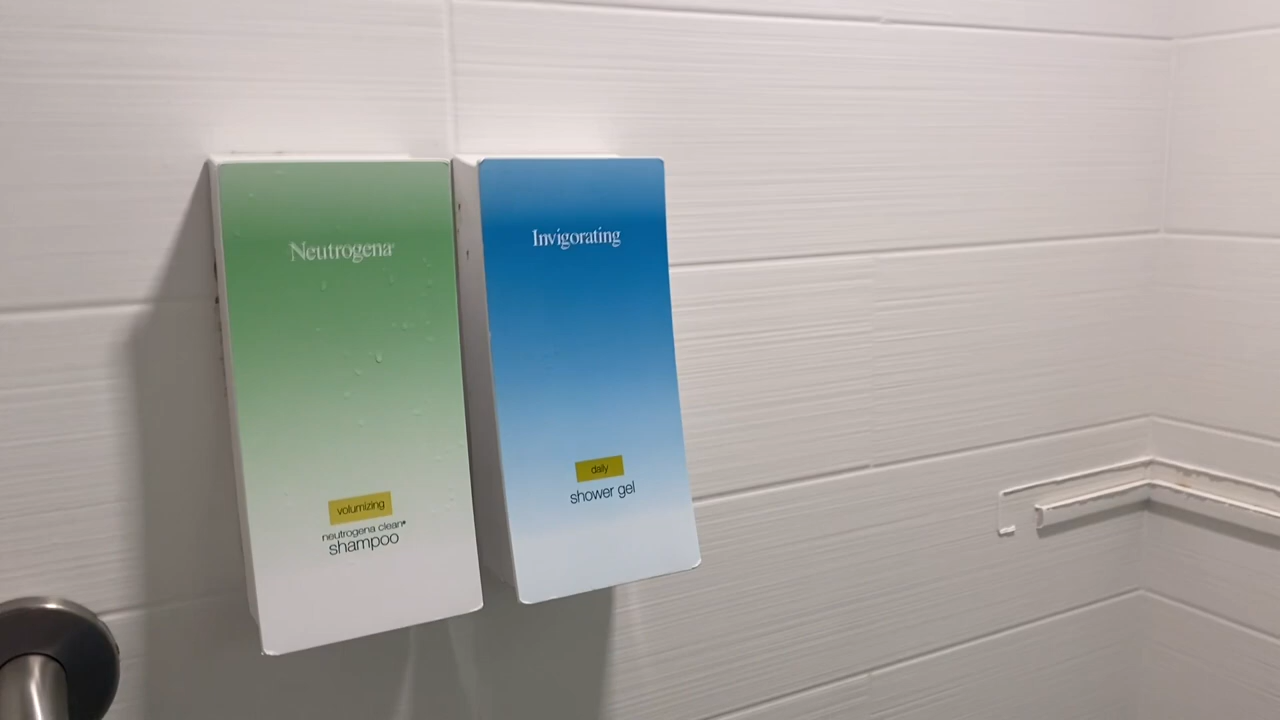 Neutrogena
volumizing
neutrogena clean®
shampoo
Invigorating
daily
shower gel